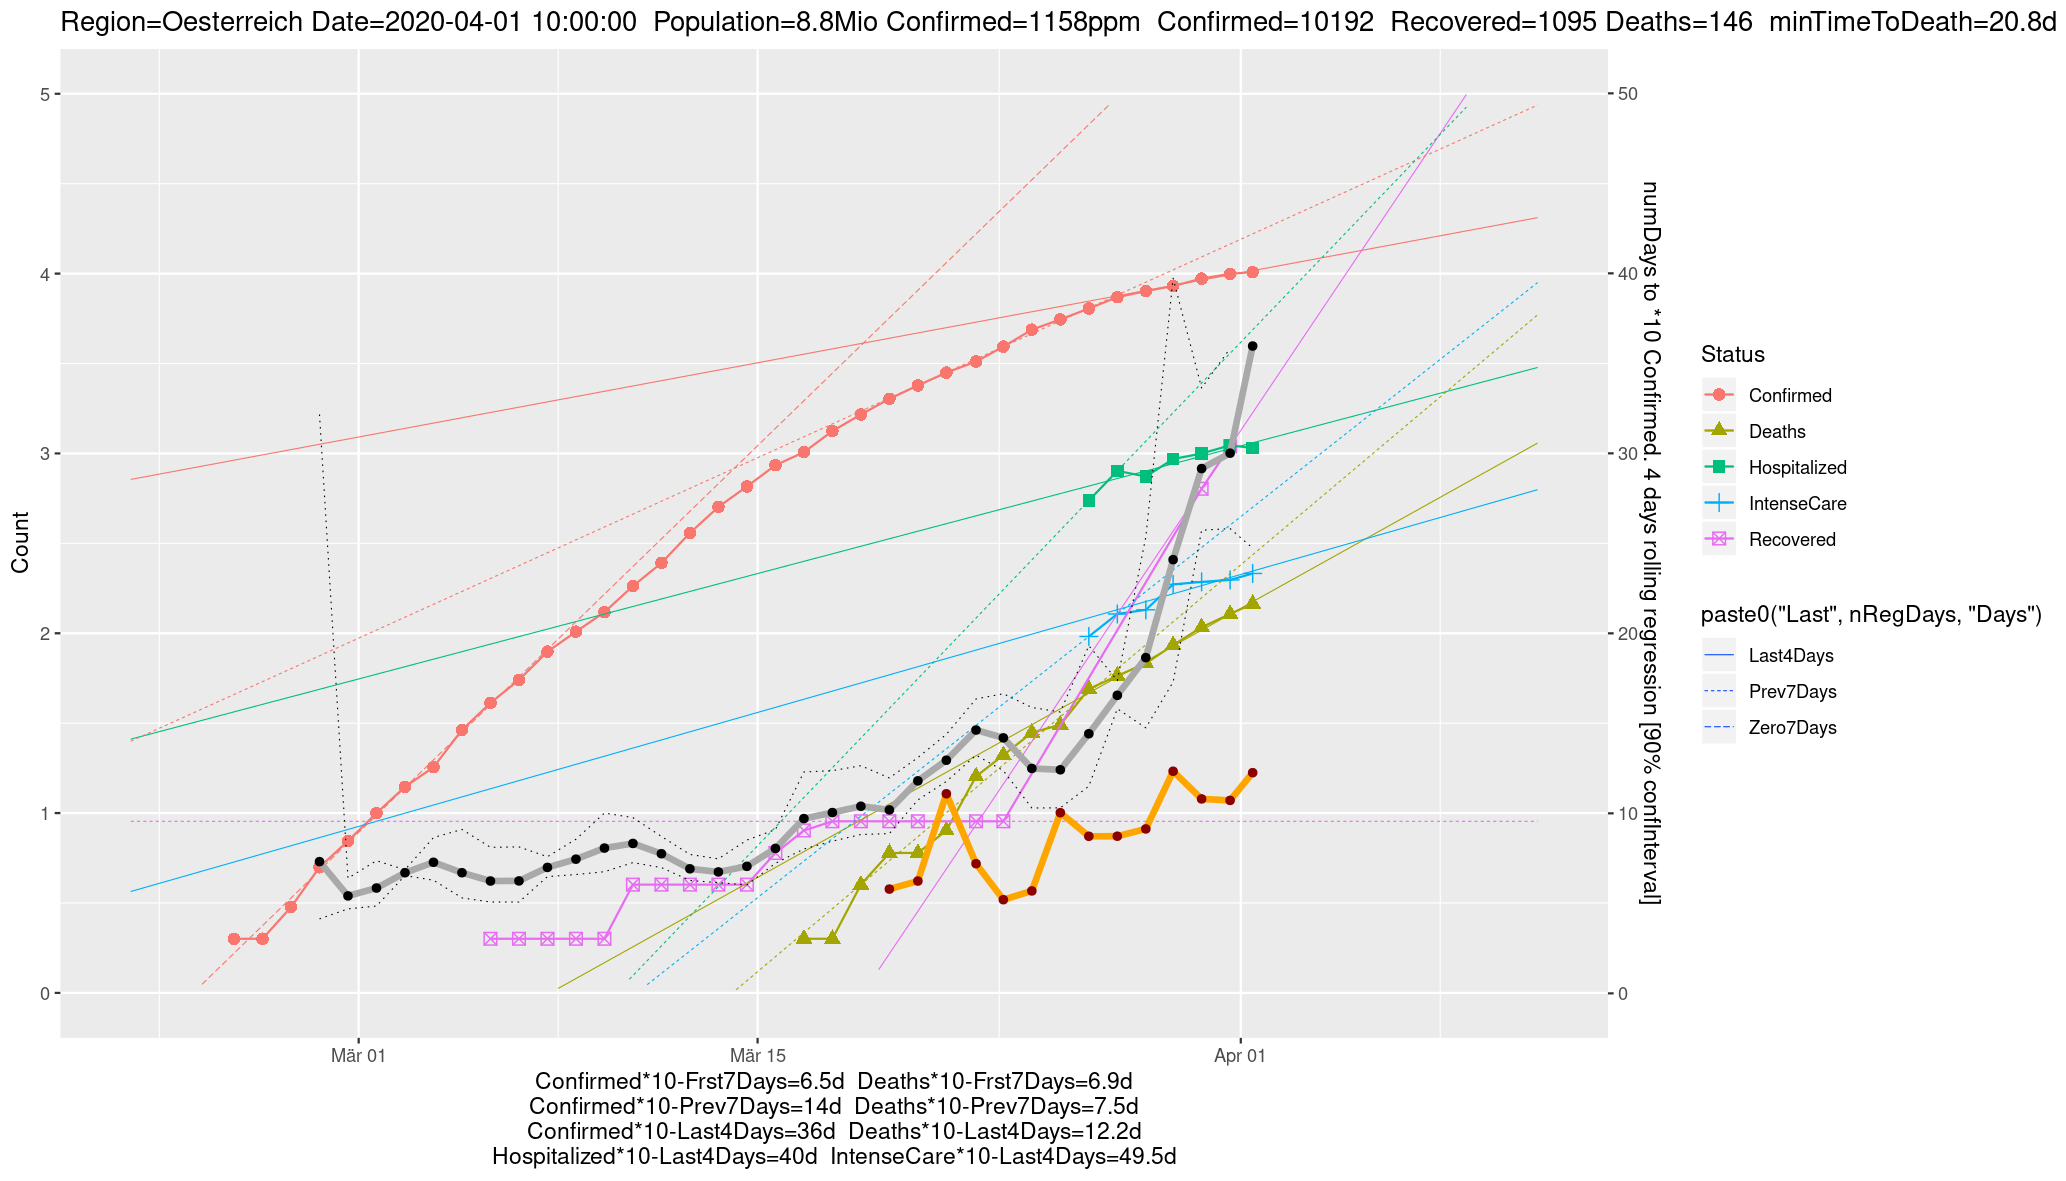 Region=Oesterreich Date=2020-04-01 10:00:00  Population=8.8Mio Confirmed=1158ppm  Confirmed=10192  Recovered=1095 Deaths=146  minTimeToDeath=20.8d
Count
5
4
3
2
1
0
50
40
30
20
10
0
numDays to *10 Confirmed. 4 days rolling regression [90% confInterval]
Mär 01
Mär 15
Apr 01
Confirmed*10-Frst7Days=6.5d  Deaths*10-Frst7Days=6.9d
Confirmed*10-Prev7Days=14d  Deaths*10-Prev7Days=7.5d
Confirmed*10-Last4Days=36d  Deaths*10-Last4Days=12.2d
Hospitalized*10-Last4Days=40d  IntenseCare*10-Last4Days=49.5d
Status
Confirmed
Deaths
Hospitalized
IntenseCare
Recovered
paste0("Last", nRegDays, "Days")
Last4Days
Prev7Days
Zero7Days